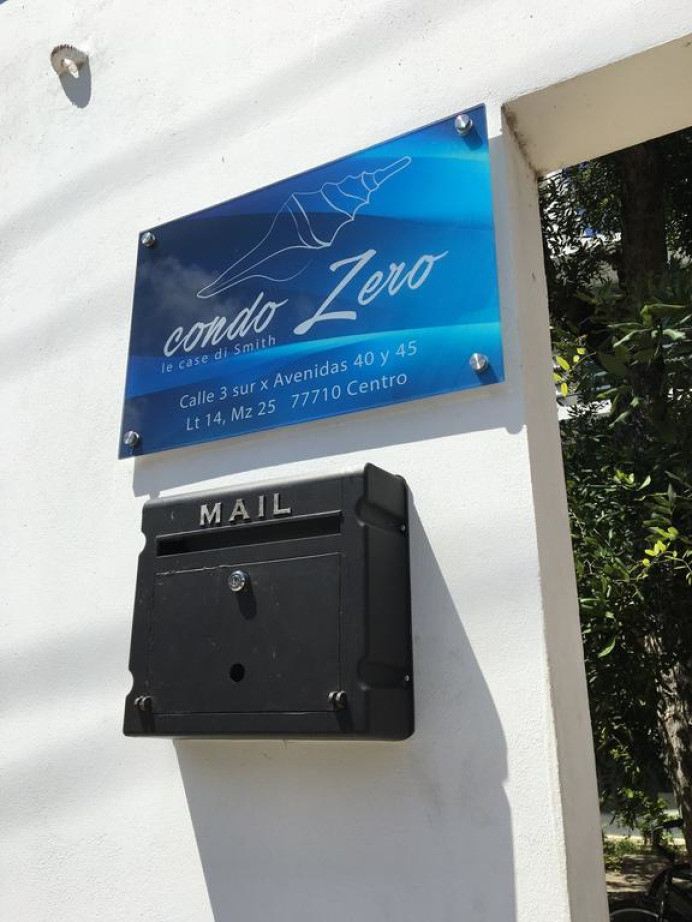 condo Zero
le case di Smith
Calle 3 sur x Avenidas 40 y 45
Lt 14, Mz 25 77710 Centro
MAIL